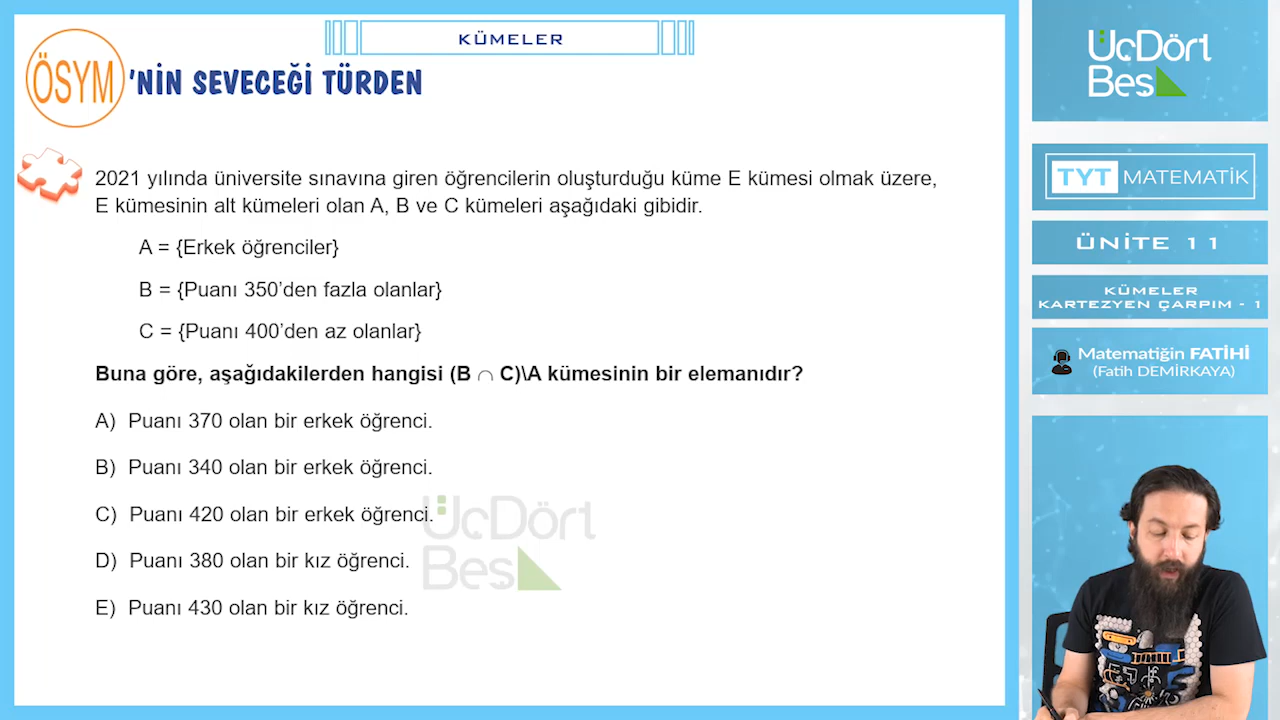 KÜMELER
ÖSYM'NİN SEVECEĞİ TÜRDEN
2021 yılında üniversite sınavına giren öğrencilerin oluşturduğu küme E kümesi olmak üzere,
E kümesinin alt kümeleri olan A, B ve C kümeleri aşağıdaki gibidir.
A = {Erkek öğrenciler}
B = {Puanı 350’den fazla olanlar}
C = {Puanı 400’den az olanlar}
Buna göre, aşağıdakilerden hangisi (B ∩ C)\A kümesinin bir elemanıdır?
A) Puanı 370 olan bir erkek öğrenci.
B) Puanı 340 olan bir erkek öğrenci.
C) Puanı 420 olan bir erkek öğrenci.
D) Puanı 380 olan bir kız öğrenci.
E) Puanı 430 olan bir kız öğrenci.
ÜçDört
Beş
ÜçDört
Beş
TYT MATEMATİK
ÜNİTE 11
KÜMELER
KARTEZYEN ÇARPIM - 1
Matematiğin FATİHİ
(Fatih DEMİRKAYA)